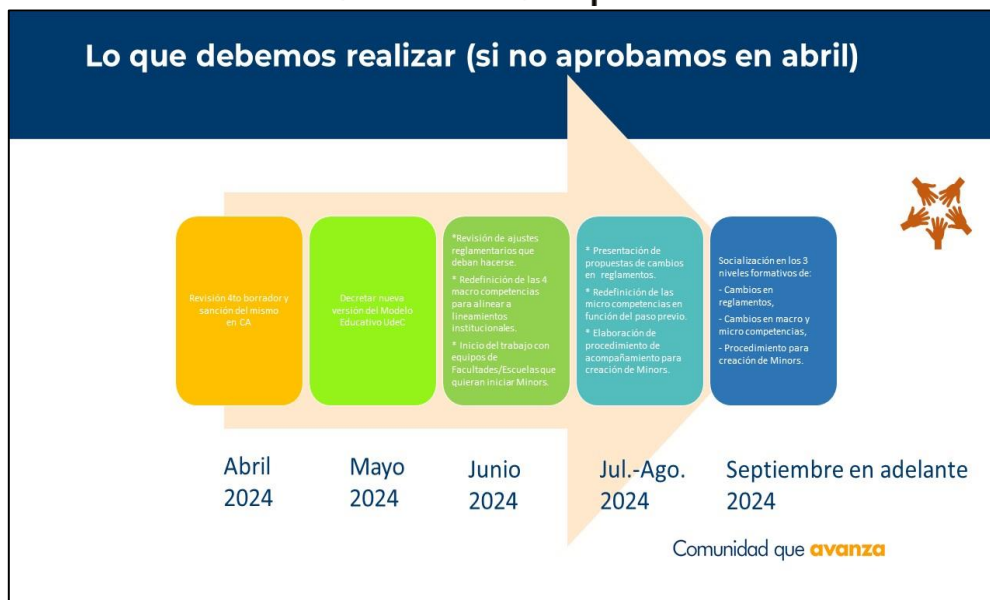 Lo que debemos realizar (si no aprobamos en abril)
Revisión 4to borrador y
sanción del mismo
en CA
Decretar nueva
versión del Modelo
Educativo UdeC
*Revisión de ajustes
reglamentarios que
deban hacerse.
* Redefinición de las 4
macro competencias
para alinear a
lineamientos
institucionales.
* Inicio del trabajo con
equipos de
Facultades/Escuelas que
quieran iniciar Minors.
* Presentación de
propuestas de cambios
en reglamentos.
* Redefinición de las
micro competencias en
función del paso previo.
* Elaboración de
procedimiento de
acompañamiento para
creación de Minors.
Socialización en los 3
niveles formativos de:
- Cambios en
reglamentos,
- Cambios en macro y
micro competencias,
- Procedimiento para
creación de Minors.
Abril
2024
Mayo
2024
Junio
2024
Jul.-Ago.
2024
Septiembre en adelante
2024
Comunidad que avanza